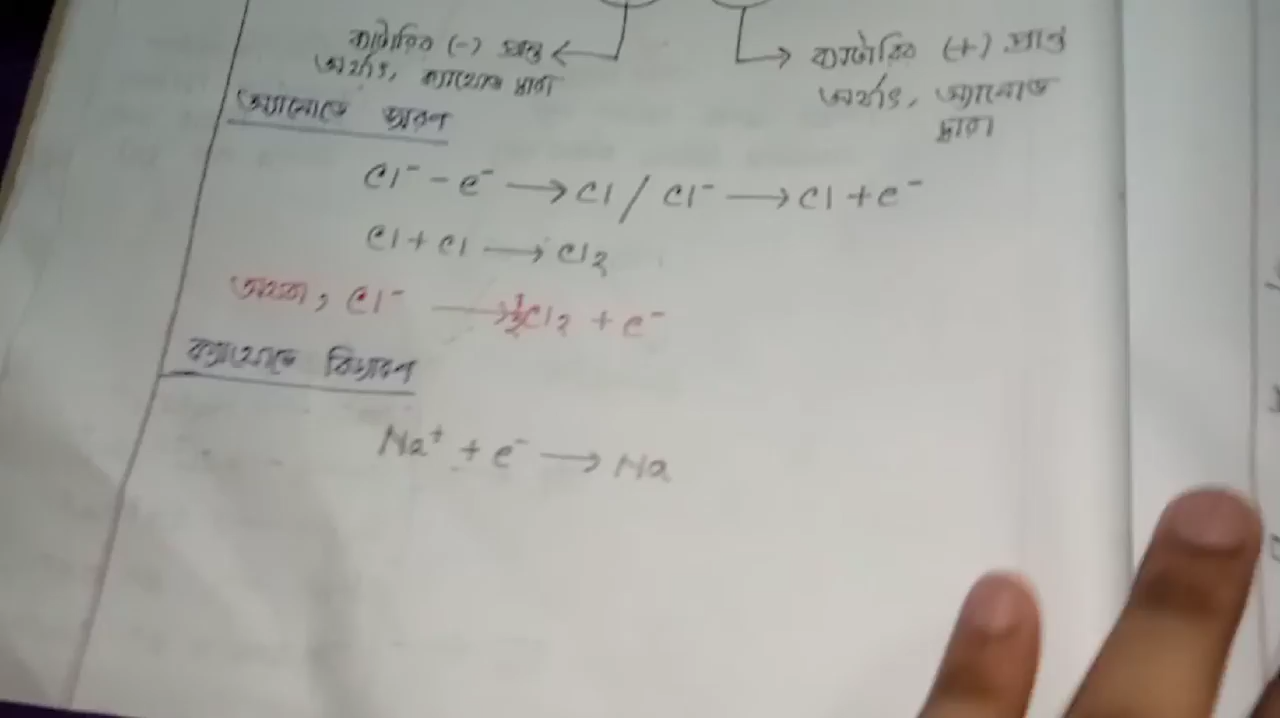 ব্যাটারির (-) প্রান্ত
অর্থাৎ, ক্যাথোড দ্বারা
ব্যাটারির (+) প্রান্ত
অর্থাৎ, অ্যানোড
দ্বারা
অ্যানোডে জারণ
Cl⁻ - e⁻ → Cl / Cl⁻ → Cl + e⁻
Cl + Cl → Cl₂
অথবা, Cl⁻ → ½Cl₂ + e⁻
ক্যাথোডে বিজারণ
Na⁺ + e⁻ → Na